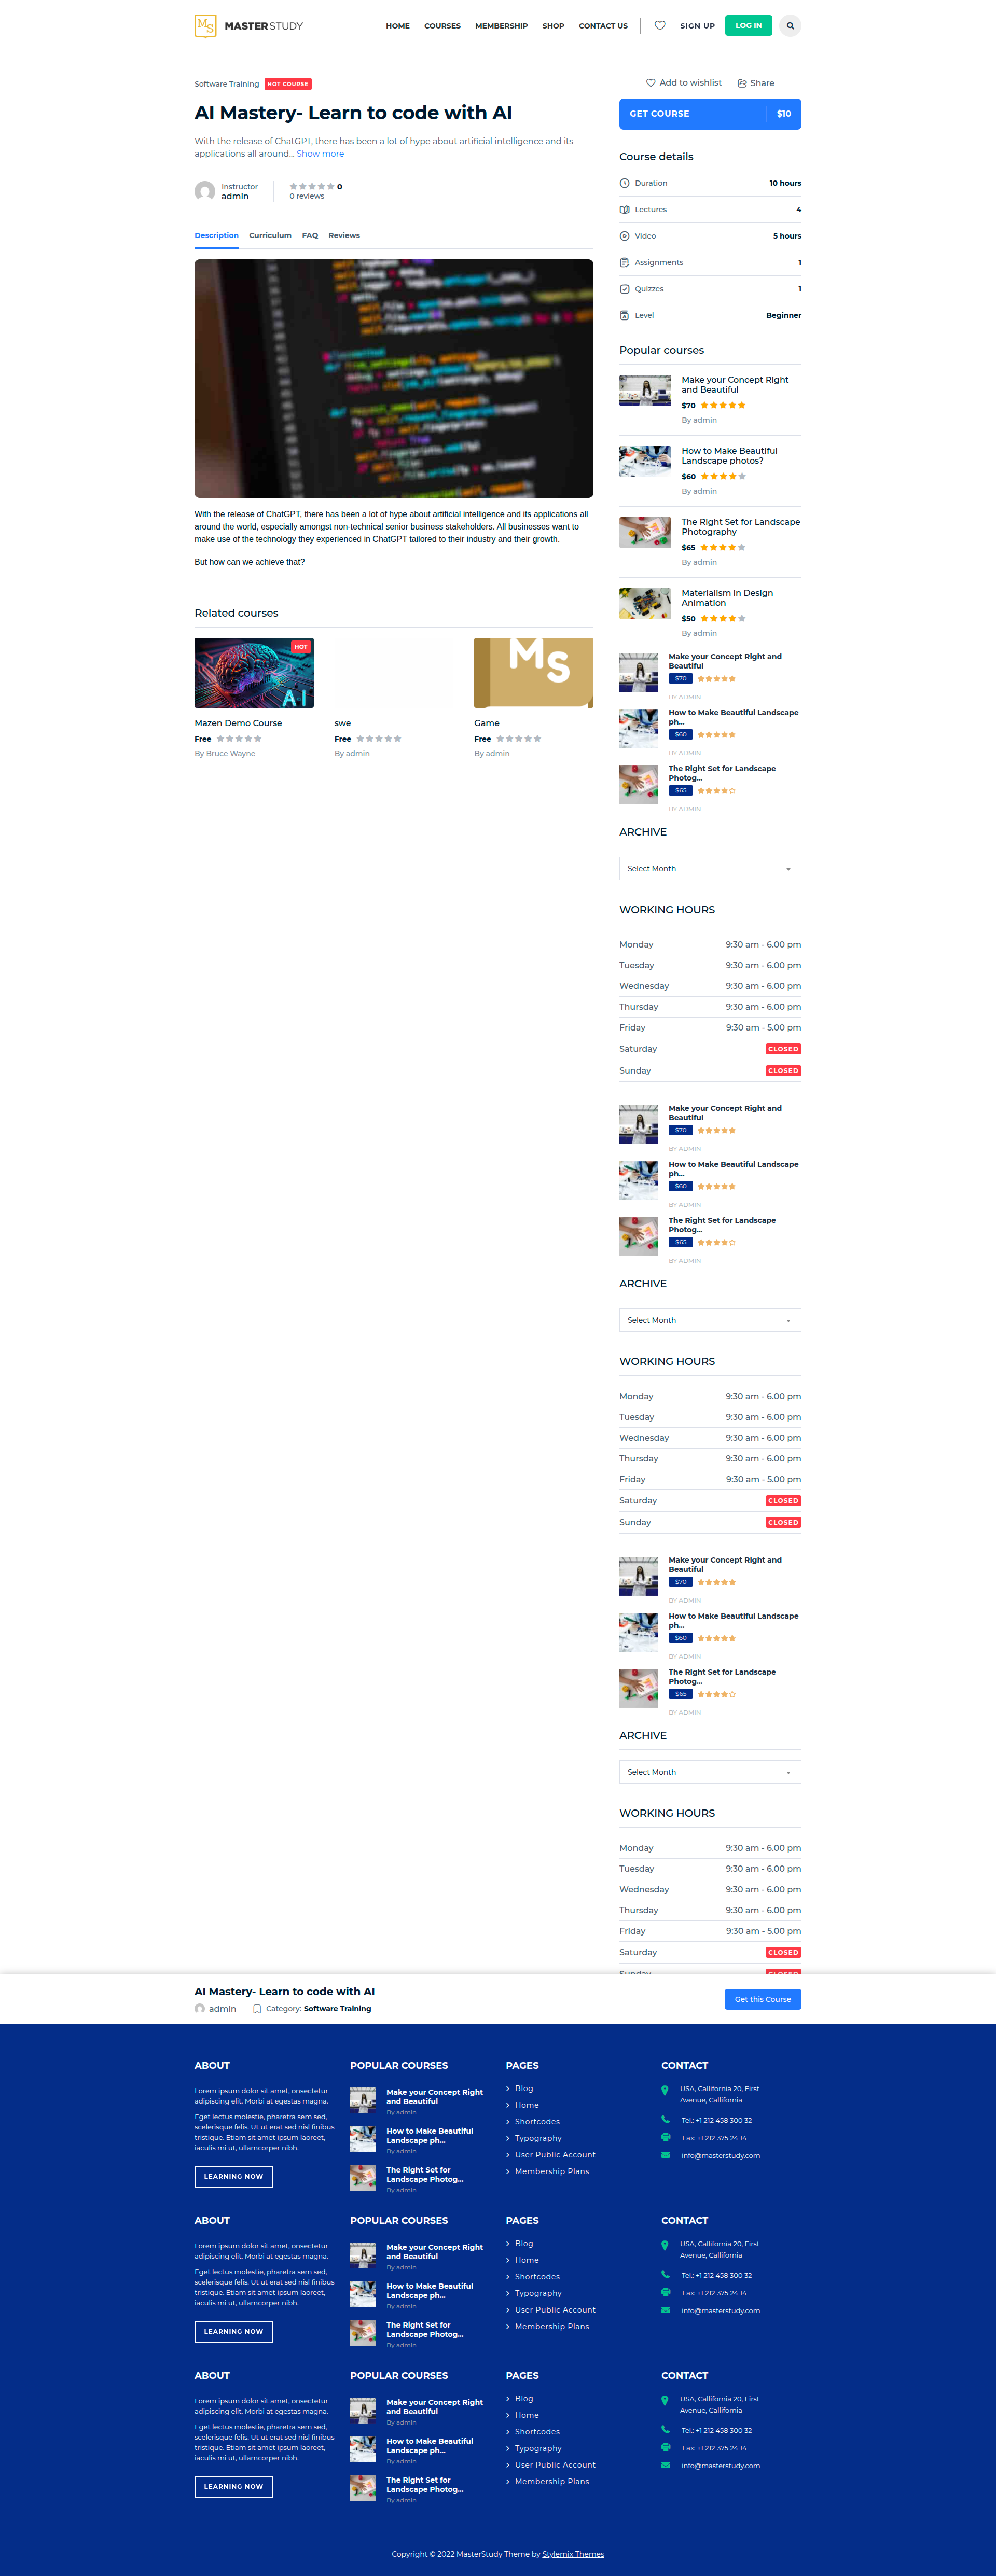 MS MASTERSTUDY
HOME COURSES MEMBERSHIP SHOP CONTACT US SIGN UP LOG IN
Software Training HOT COURSE
AI Mastery- Learn to code with AI
With the release of ChatGPT, there has been a lot of hype about artificial intelligence and its
applications all around... Show more
Instructor
admin
0
0 reviews
Description Curriculum FAQ Reviews
With the release of ChatGPT, there has been a lot of hype about artificial intelligence and its applications all
around the world, especially amongst non-technical senior business stakeholders. All businesses want to
make use of the technology they experienced in ChatGPT tailored to their industry and their growth.
But how can we achieve that?
Related courses
HOT
AI
Mazen Demo Course
Free
By Bruce Wayne
swe
Free
By admin
MS
Game
Free
By admin
Add to wishlist Share
GET COURSE $10
Course details
Duration 10 hours
Lectures 4
Video 5 hours
Assignments 1
Quizzes 1
Level Beginner
Popular courses
Make your Concept Right
and Beautiful
$70
By admin
How to Make Beautiful
Landscape photos?
$60
By admin
The Right Set for Landscape
Photography
$65
By admin
Materialism in Design
Animation
$50
By admin
Make your Concept Right and
Beautiful
$70
BY ADMIN
How to Make Beautiful Landscape
ph...
$60
BY ADMIN
The Right Set for Landscape
Photog...
$65
BY ADMIN
ARCHIVE
Select Month
WORKING HOURS
Monday 9:30 am - 6.00 pm
Tuesday 9:30 am - 6.00 pm
Wednesday 9:30 am - 6.00 pm
Thursday 9:30 am - 6.00 pm
Friday 9:30 am - 5.00 pm
Saturday CLOSED
Sunday CLOSED
Make your Concept Right and
Beautiful
$70
BY ADMIN
How to Make Beautiful Landscape
ph...
$60
BY ADMIN
The Right Set for Landscape
Photog...
$65
BY ADMIN
ARCHIVE
Select Month
WORKING HOURS
Monday 9:30 am - 6.00 pm
Tuesday 9:30 am - 6.00 pm
Wednesday 9:30 am - 6.00 pm
Thursday 9:30 am - 6.00 pm
Friday 9:30 am - 5.00 pm
Saturday CLOSED
Sunday CLOSED
Make your Concept Right and
Beautiful
$70
BY ADMIN
How to Make Beautiful Landscape
ph...
$60
BY ADMIN
The Right Set for Landscape
Photog...
$65
BY ADMIN
ARCHIVE
Select Month
WORKING HOURS
Monday 9:30 am - 6.00 pm
Tuesday 9:30 am - 6.00 pm
Wednesday 9:30 am - 6.00 pm
Thursday 9:30 am - 6.00 pm
Friday 9:30 am - 5.00 pm
Saturday CLOSED
Sunday CLOSED
AI Mastery- Learn to code with AI
admin Category: Software Training
Get this Course
ABOUT
Lorem ipsum dolor sit amet, onsectetur
adipiscing elit. Morbi at egestas magna.
Eget lectus molestie, pharetra sem sed,
scelerisque felis. Ut ut erat sed nisl finibus
tristique. Etiam sit amet ipsum laoreet,
iaculis mi ut, ullamcorper nibh.
LEARNING NOW
POPULAR COURSES
Make your Concept Right
and Beautiful
By admin
How to Make Beautiful
Landscape ph...
By admin
The Right Set for
Landscape Photog...
By admin
PAGES
Blog
Home
Shortcodes
Typography
User Public Account
Membership Plans
CONTACT
USA, Callifornia 20, First
Avenue, Callifornia
Tel.: +1 212 458 300 32
Fax: +1 212 375 24 14
info@masterstudy.com
ABOUT
Lorem ipsum dolor sit amet, onsectetur
adipiscing elit. Morbi at egestas magna.
Eget lectus molestie, pharetra sem sed,
scelerisque felis. Ut ut erat sed nisl finibus
tristique. Etiam sit amet ipsum laoreet,
iaculis mi ut, ullamcorper nibh.
LEARNING NOW
POPULAR COURSES
Make your Concept Right
and Beautiful
By admin
How to Make Beautiful
Landscape ph...
By admin
The Right Set for
Landscape Photog...
By admin
PAGES
Blog
Home
Shortcodes
Typography
User Public Account
Membership Plans
CONTACT
USA, Callifornia 20, First
Avenue, Callifornia
Tel.: +1 212 458 300 32
Fax: +1 212 375 24 14
info@masterstudy.com
ABOUT
Lorem ipsum dolor sit amet, onsectetur
adipiscing elit. Morbi at egestas magna.
Eget lectus molestie, pharetra sem sed,
scelerisque felis. Ut ut erat sed nisl finibus
tristique. Etiam sit amet ipsum laoreet,
iaculis mi ut, ullamcorper nibh.
LEARNING NOW
POPULAR COURSES
Make your Concept Right
and Beautiful
By admin
How to Make Beautiful
Landscape ph...
By admin
The Right Set for
Landscape Photog...
By admin
PAGES
Blog
Home
Shortcodes
Typography
User Public Account
Membership Plans
CONTACT
USA, Callifornia 20, First
Avenue, Callifornia
Tel.: +1 212 458 300 32
Fax: +1 212 375 24 14
info@masterstudy.com
Copyright © 2022 MasterStudy Theme by Stylemix Themes